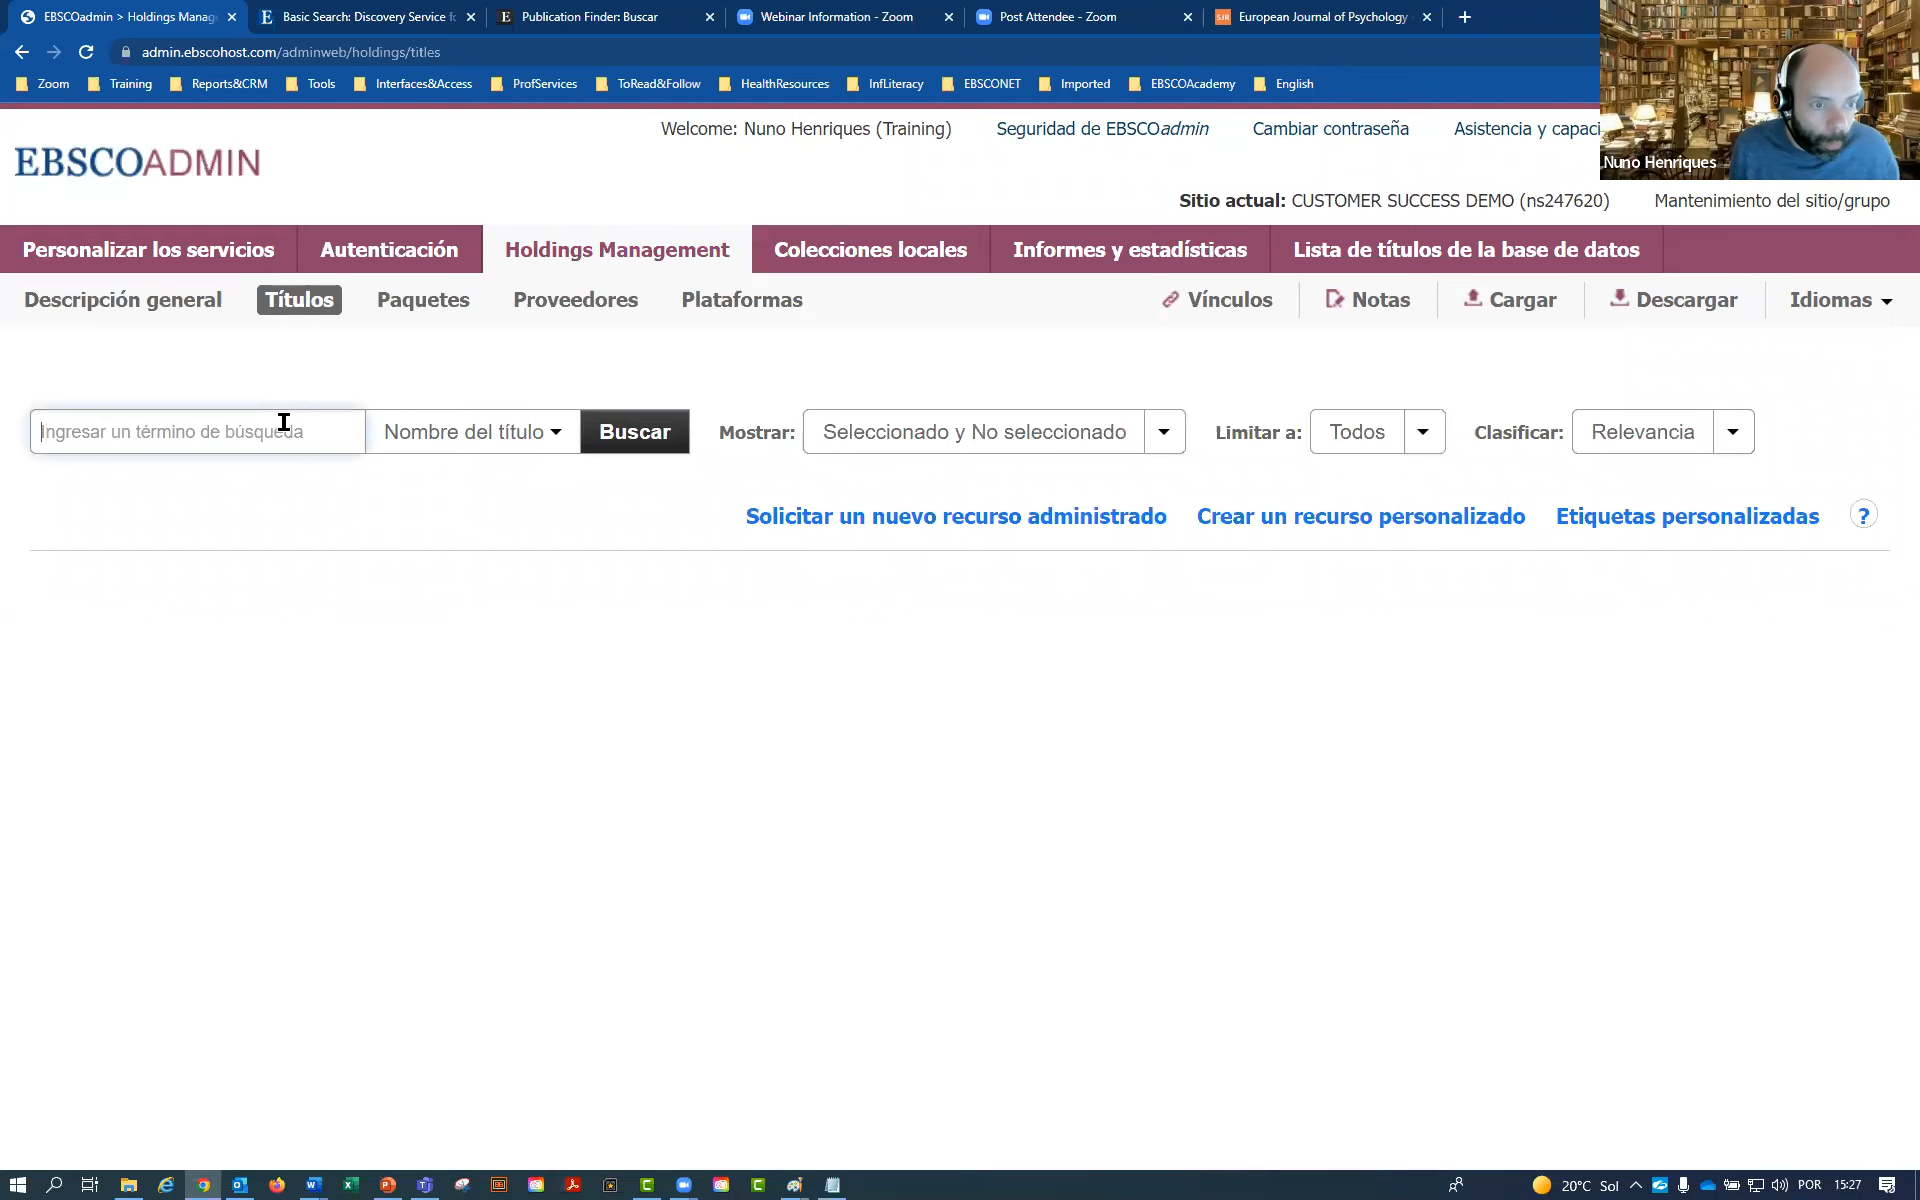 EBSCOadmin > Holdings Manag
Basic Search: Discovery Service fo
Publication Finder: Buscar
Webinar Information - Zoom
Post Attendee - Zoom
SJR European Journal of Psychology
admin.ebscohost.com/adminweb/holdings/titles
Zoom Training Reports&CRM Tools Interfaces&Access ProfServices ToRead&Follow HealthResources InfLiteracy EBSCONET Imported EBSCOAcademy English
Welcome: Nuno Henriques (Training) Seguridad de EBSCOadmin Cambiar contraseña Asistencia y capaci
Nuno Henriques
EBSCOADMIN
Sitio actual: CUSTOMER SUCCESS DEMO (ns247620) Mantenimiento del sitio/grupo
Personalizar los servicios Autenticación Holdings Management Colecciones locales Informes y estadísticas Lista de títulos de la base de datos
Descripción general Títulos Paquetes Proveedores Plataformas Vínculos Notas Cargar Descargar Idiomas
Ingresar un término de búsqueda Nombre del título Buscar Mostrar: Seleccionado y No seleccionado Limitar a: Todos Clasificar: Relevancia
Solicitar un nuevo recurso administrado Crear un recurso personalizado Etiquetas personalizadas ?
20°C Sol POR 15:27